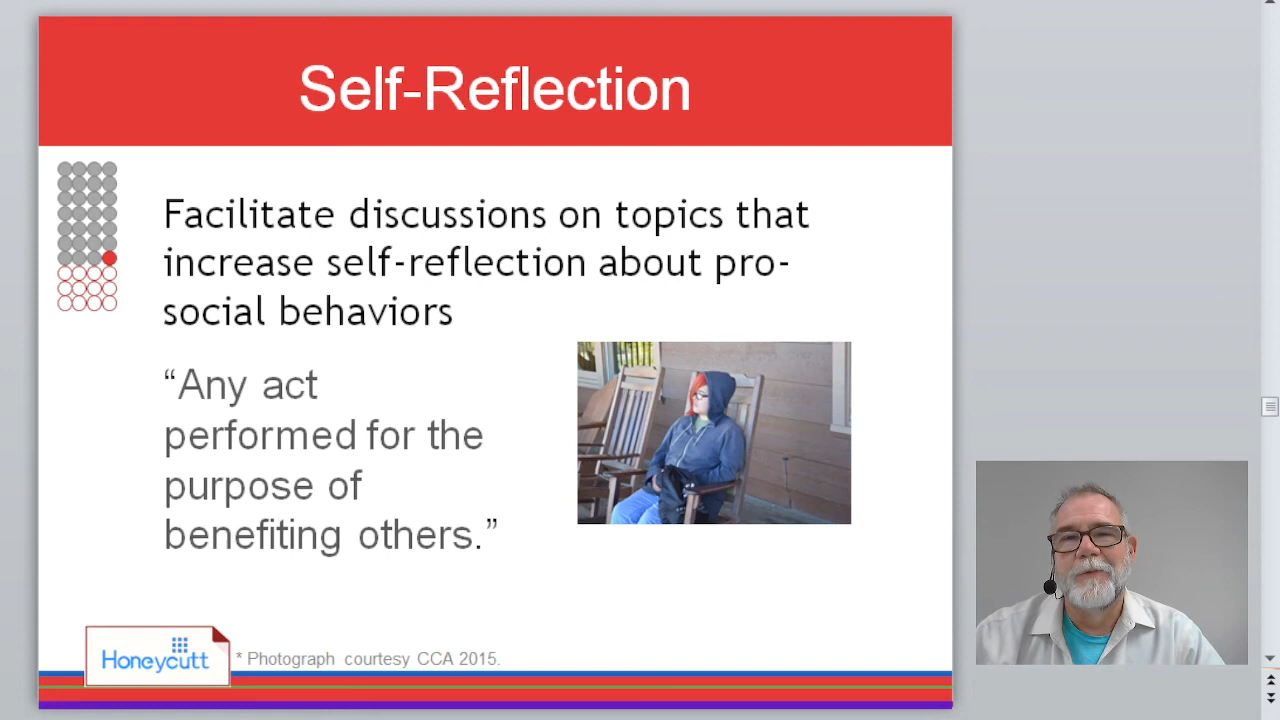 Self-Reflection
Facilitate discussions on topics that
increase self-reflection about pro-
social behaviors
“Any act
performed for the
purpose of
benefiting others.”
Honeycutt
* Photograph courtesy CCA 2015.